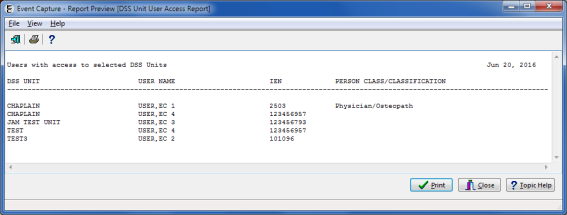 Event Capture - Report Preview [DSS Unit User Access Report]
File View Help
Users with access to selected DSS Units Jun 20, 2016
DSS UNIT USER NAME IEN PERSON CLASS/CLASSIFICATION
CHAPLAIN USER,EC 1 2503 Physician/Osteopath
CHAPLAIN USER,EC 4 123456957
JAM TEST UNIT USER,EC 3 123456793
TEST USER,EC 4 123456957
TEST3 USER,EC 2 101096
Print Close Topic Help